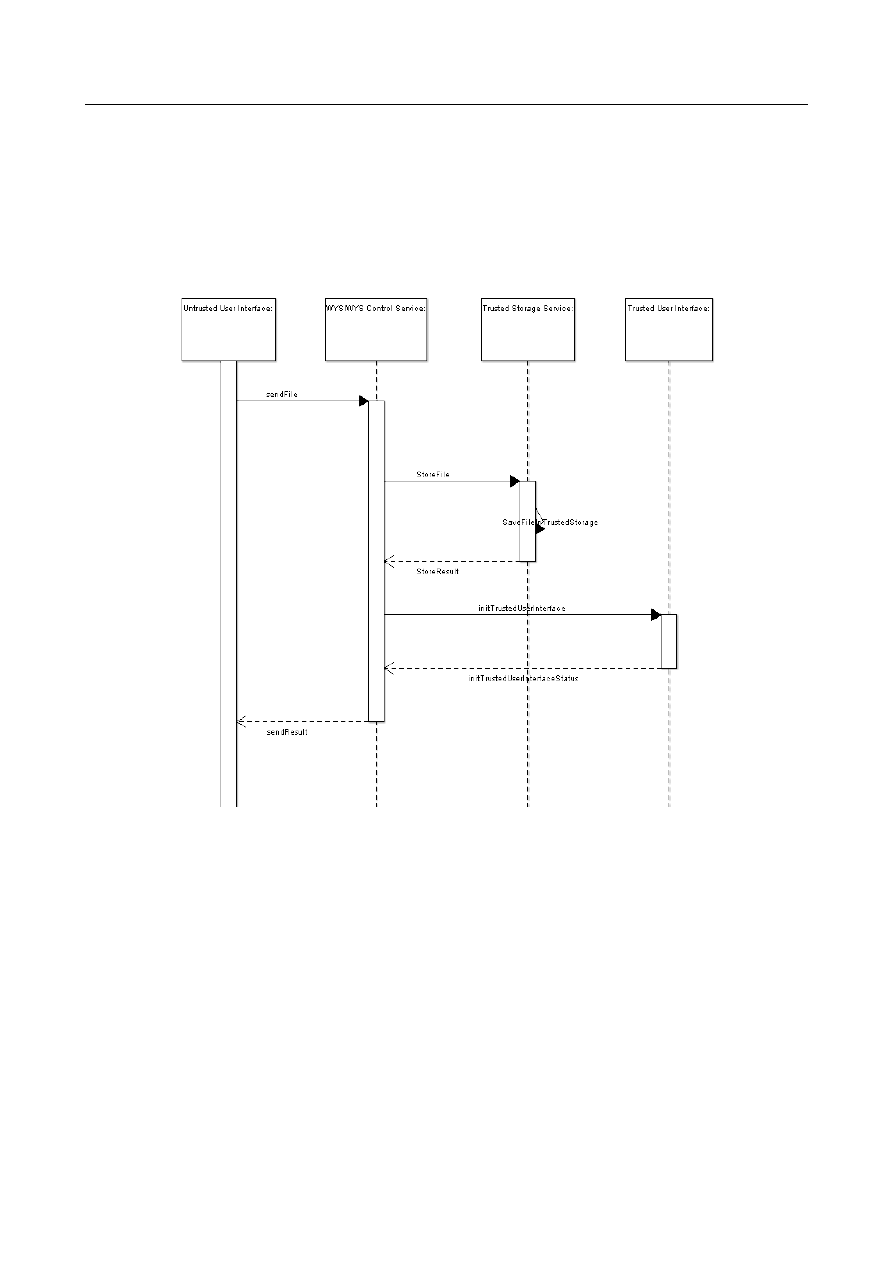 Untrusted User Interface:
WYSIWYS Control Service:
Trusted Storage Service:
Trusted User Interface:
sendFile
StoreFile
SaveFileInTrustedStorage
StoreResult
initTrustedUserInterface
initTrustedUserInterfaceStatus
sendResult